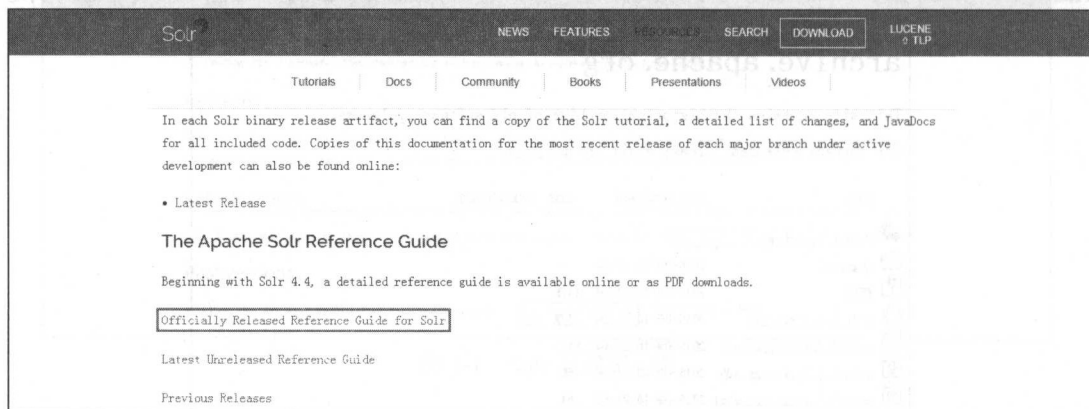 Solr
NEWS FEATURES RESOURCES SEARCH DOWNLOAD LUCENE
TLP
archive.apache.org
Tutorials Docs Community Books Presentations Videos
In each Solr binary release artifact, you can find a copy of the Solr tutorial, a detailed list of changes, and JavaDocs
for all included code. Copies of this documentation for the most recent release of each major branch under active
development can also be found online:
• Latest Release
The Apache Solr Reference Guide
Beginning with Solr 4.4, a detailed reference guide is available online or as PDF downloads.
Officially Released Reference Guide for Solr
Latest Unreleased Reference Guide
Previous Releases